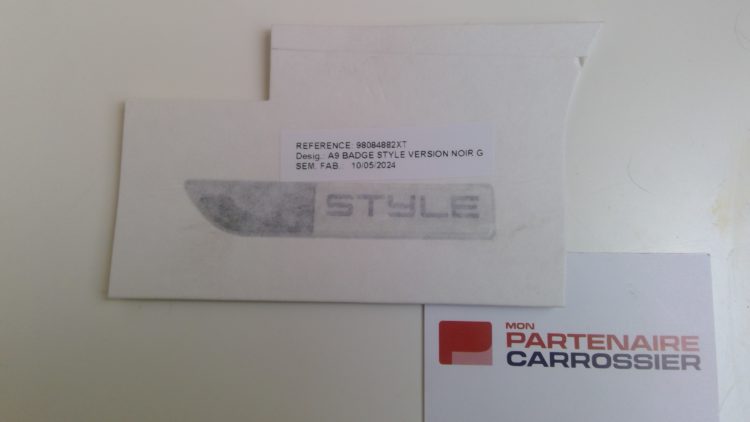 REFERENCE: 98084882XT
Desig.: A9 BADGE STYLE VERSION NOIR G
SEM. FAB. 10/05/2024
STYLE
MON
PARTENAIRE
CARROSSIER